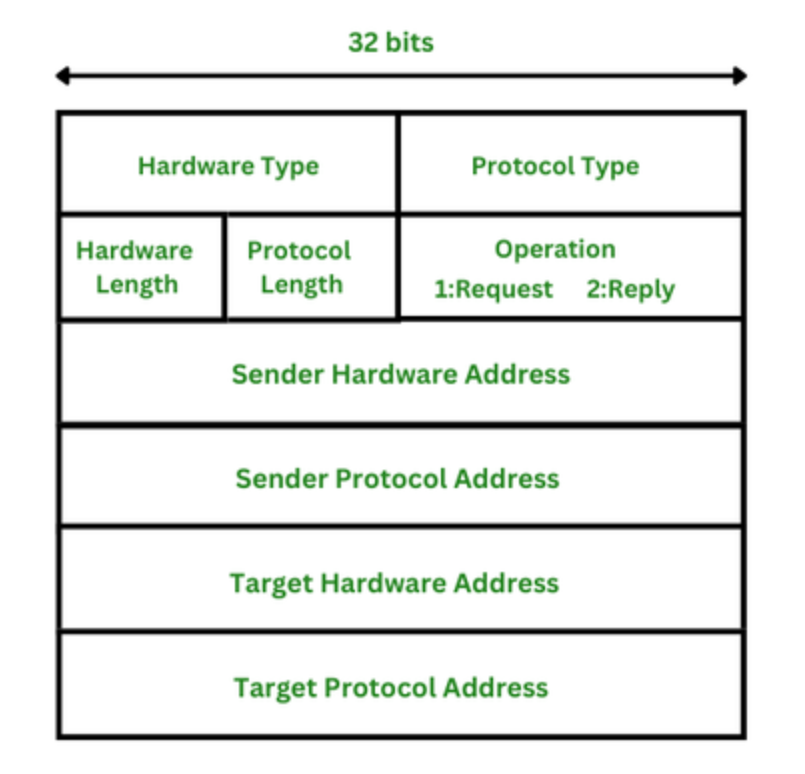 32 bits
Hardware Type
Protocol Type
Hardware
Length
Protocol
Length
Operation
1:Request 2:Reply
Sender Hardware Address
Sender Protocol Address
Target Hardware Address
Target Protocol Address